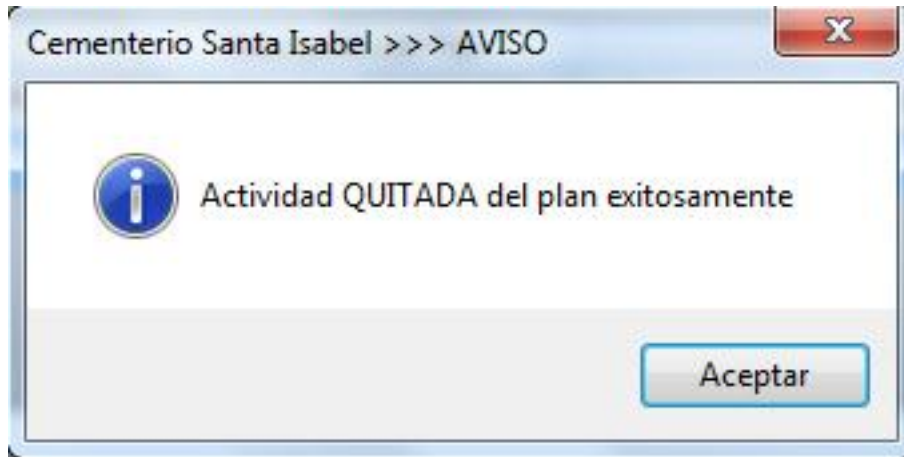 Cementerio Santa Isabel >>> AVISO
Actividad QUITADA del plan exitosamente
Aceptar